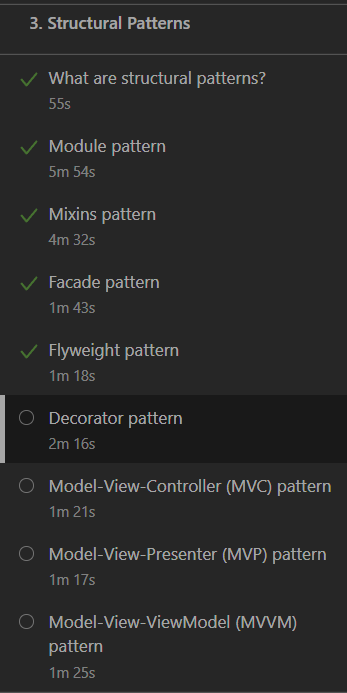 3. Structural Patterns
What are structural patterns?
55s
Module pattern
5m 54s
Mixins pattern
4m 32s
Facade pattern
1m 43s
Flyweight pattern
1m 18s
Decorator pattern
2m 16s
Model-View-Controller (MVC) pattern
1m 21s
Model-View-Presenter (MVP) pattern
1m 17s
Model-View-ViewModel (MVVM)
pattern
1m 25s